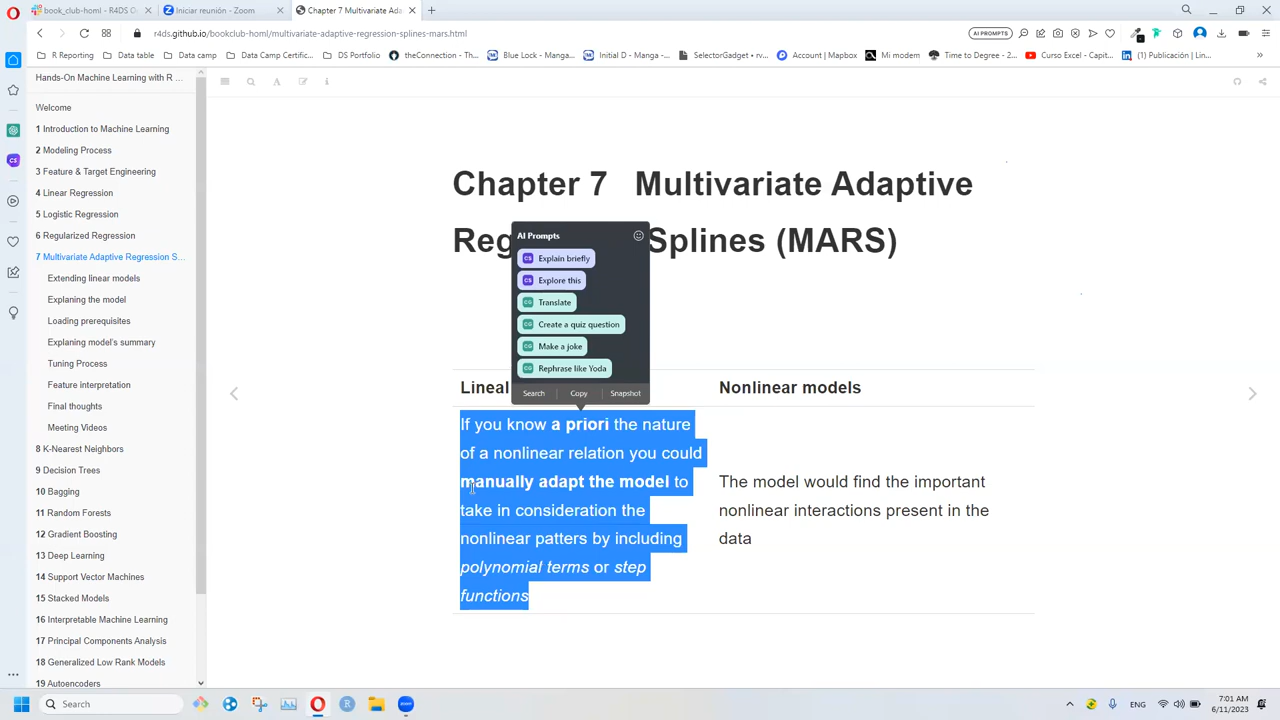 book_club-homl - R4DS O
Iniciar reunión - Zoom
Chapter 7 Multivariate Adap
r4ds.github.io/bookclub-homl/multivariate-adaptive-regression-splines-mars.html
AI PROMPTS
R Reporting
Data table
Data camp
Data Camp Certific...
DS Portfolio
theConnection - Th...
Blue Lock - Manga...
Initial D - Manga -...
SelectorGadget • rv...
Account | Mapbox
Mi modem
Time to Degree - 2...
Curso Excel - Capit...
(1) Publicación | Lin...
Hands-On Machine Learning with R ...
Welcome
1 Introduction to Machine Learning
2 Modeling Process
3 Feature & Target Engineering
4 Linear Regression
5 Logistic Regression
6 Regularized Regression
7 Multivariate Adaptive Regression S...
Extending linear models
Explaning the model
Loading prerequisites
Explaning model's summary
Tuning Process
Feature interpretation
Final thoughts
Meeting Videos
8 K-Nearest Neighbors
9 Decision Trees
10 Bagging
11 Random Forests
12 Gradient Boosting
13 Deep Learning
14 Support Vector Machines
15 Stacked Models
16 Interpretable Machine Learning
17 Principal Components Analysis
18 Generalized Low Rank Models
19 Autoencoders
Chapter 7 Multivariate Adaptive
Reg Splines (MARS)
AI Prompts
CS Explain briefly
CS Explore this
CG Translate
CG Create a quiz question
CG Make a joke
CG Rephrase like Yoda
Search Copy Snapshot
Lineal
Nonlinear models
If you know a priori the nature
of a nonlinear relation you could
manually adapt the model to
take in consideration the
nonlinear patters by including
polynomial terms or step
functions
The model would find the important
nonlinear interactions present in the
data
Search
ENG
7:01 AM
6/11/2023